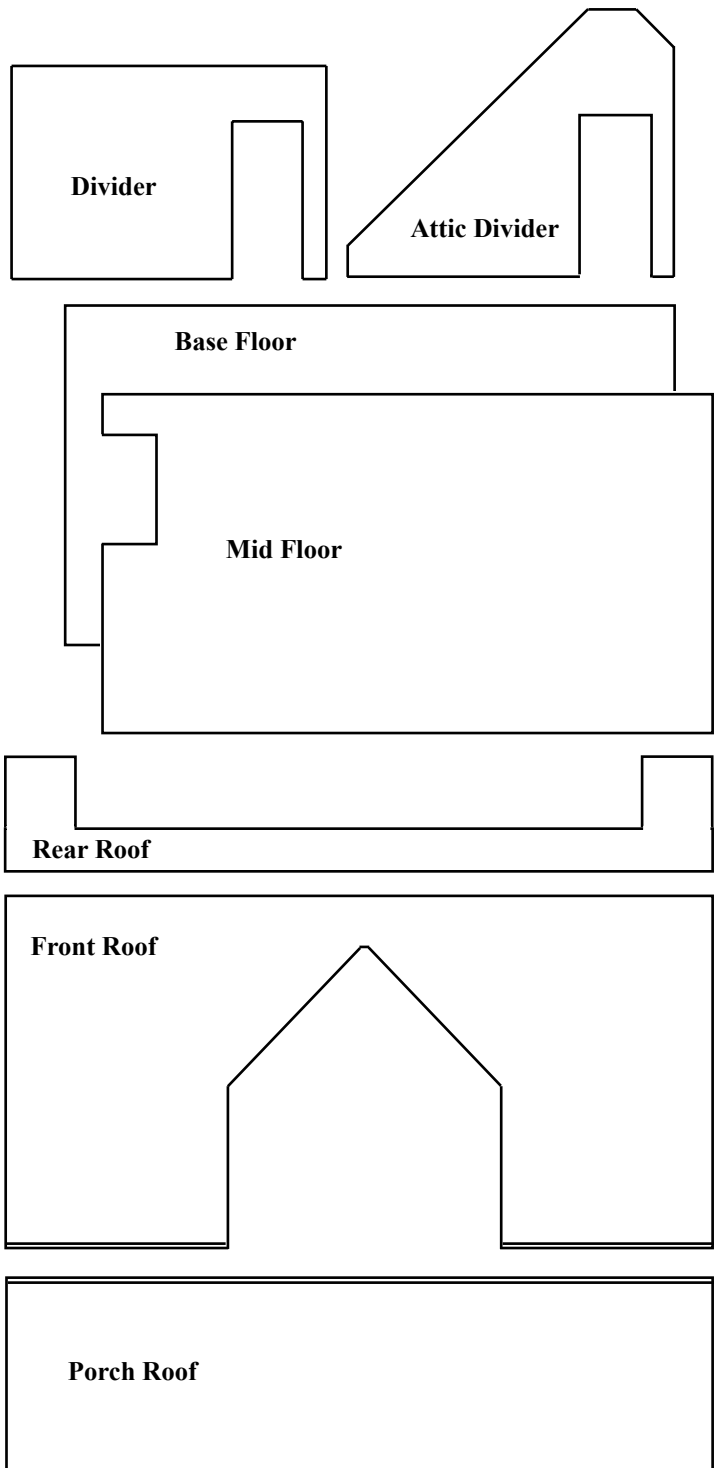 Divider
Attic Divider
Base Floor
Mid Floor
Rear Roof
Front Roof
Porch Roof